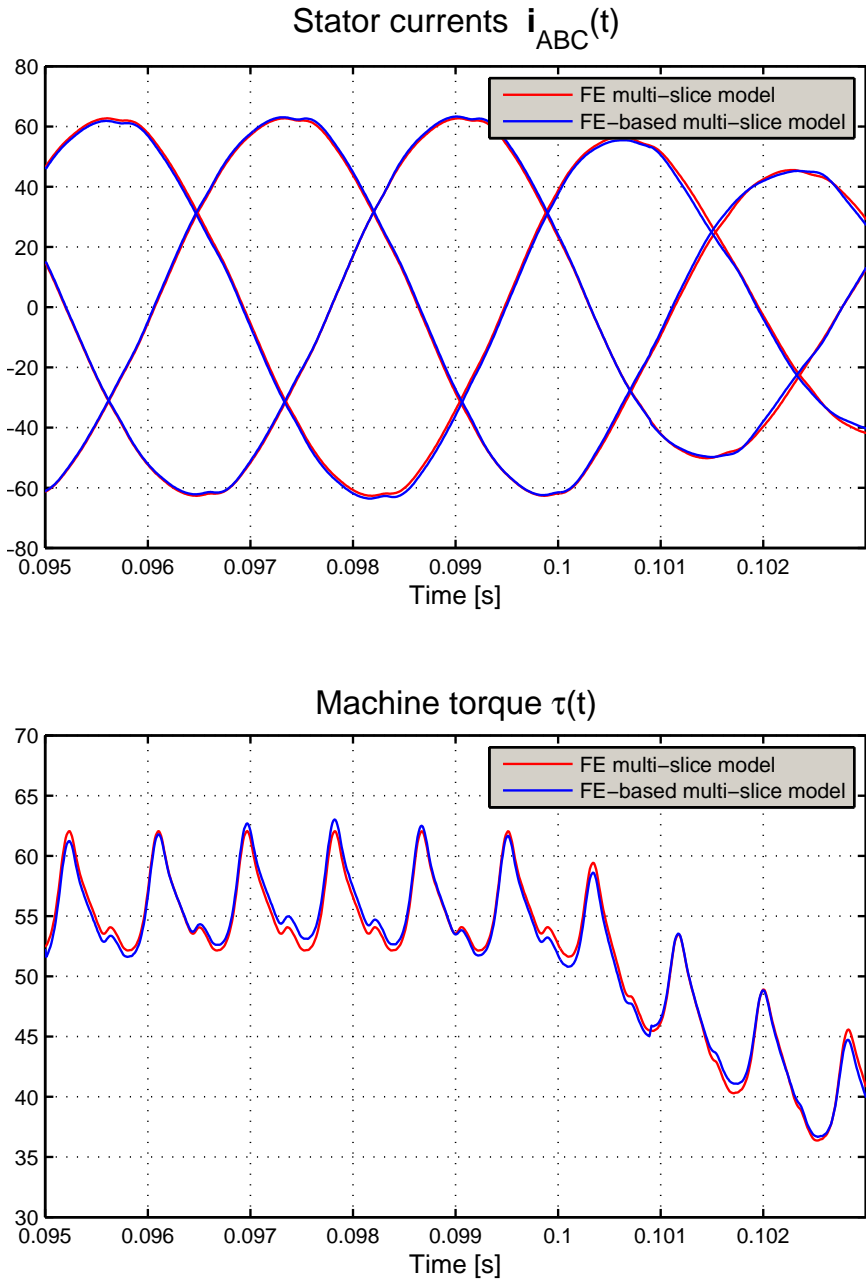 Stator currents i_ABC(t)
80
FE multi−slice model
60
FE−based multi−slice model
40
20
0
−20
−40
−60
−80
0.095 0.096 0.097 0.098 0.099 0.1 0.101 0.102
Time [s]
Machine torque τ(t)
70
FE multi−slice model
65
FE−based multi−slice model
60
55
50
45
40
35
30
0.095 0.096 0.097 0.098 0.099 0.1 0.101 0.102
Time [s]